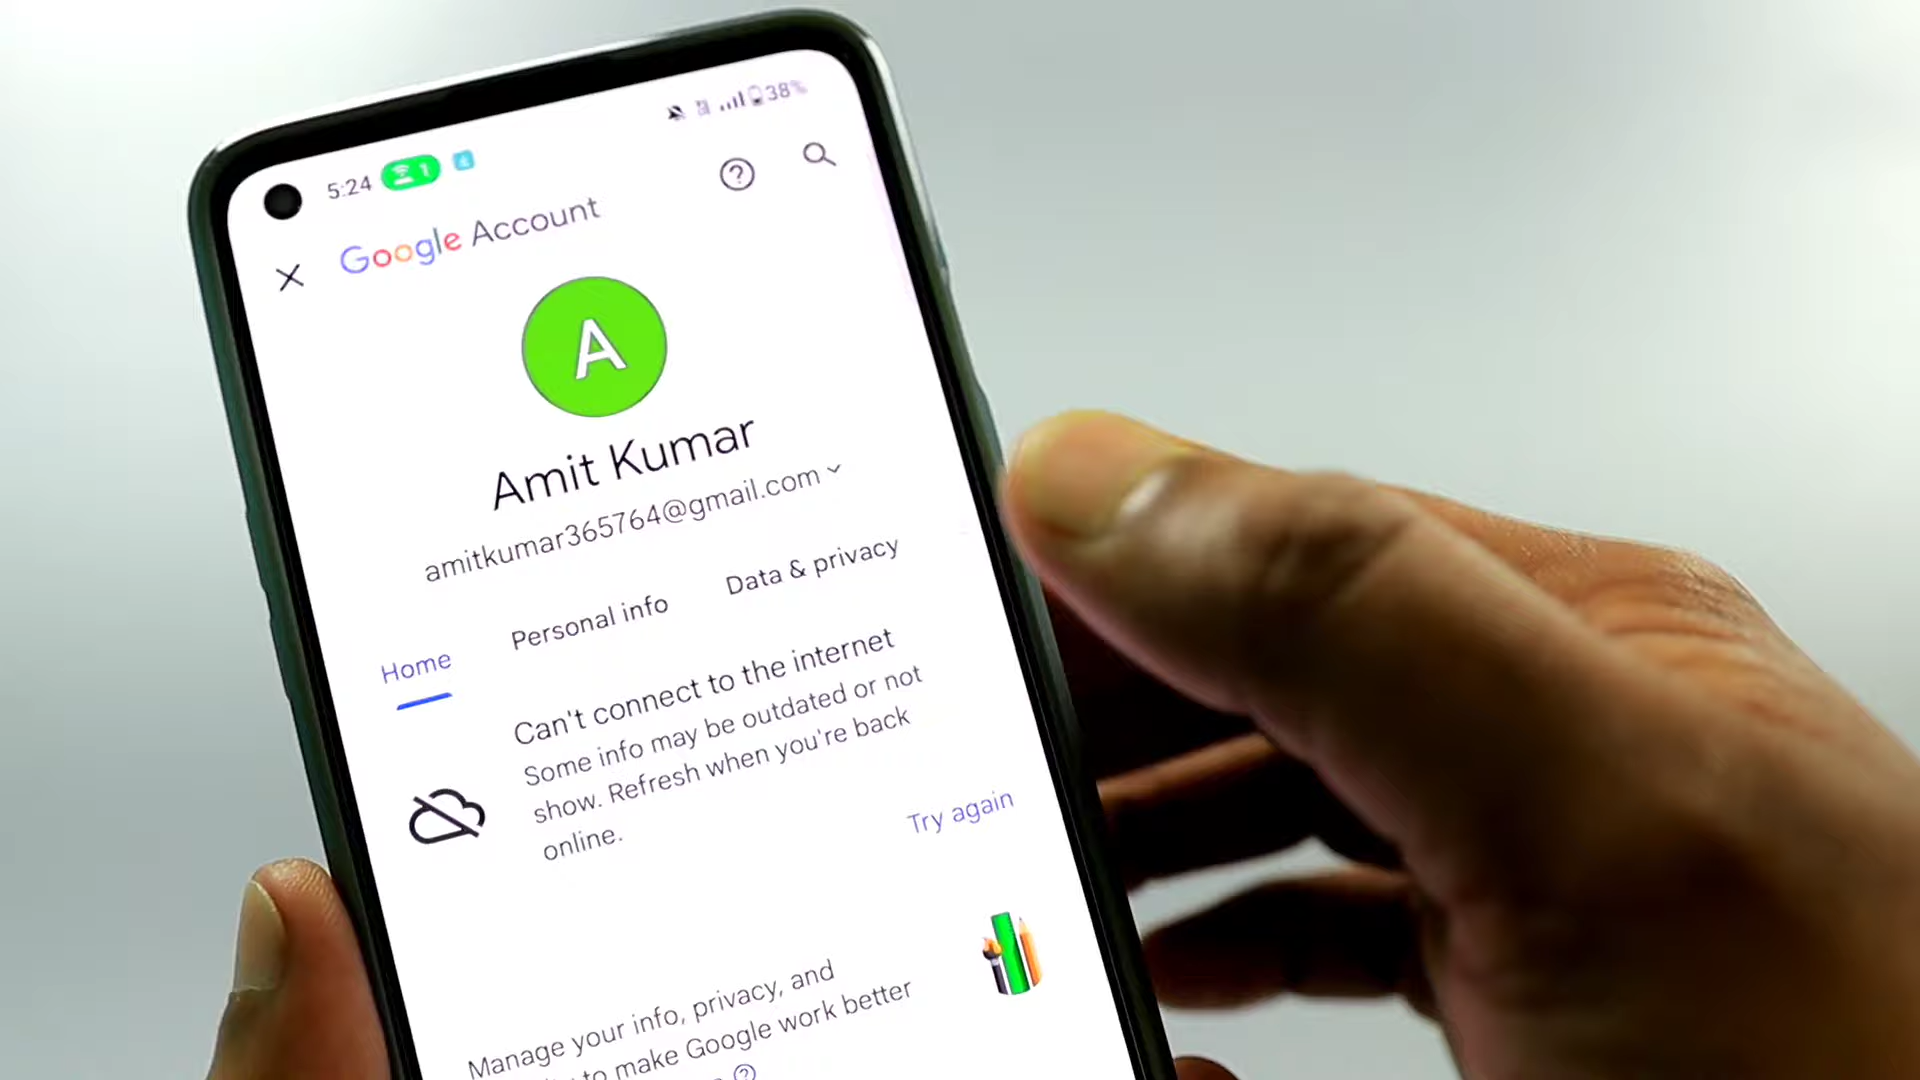 5:24 1 38%
Google Account
A
Amit Kumar
amitkumar365764@gmail.com
Home Personal info Data & privacy
Can't connect to the internet
Some info may be outdated or not
show. Refresh when you're back
online.
Try again
Manage your info, privacy, and
to make Google work better